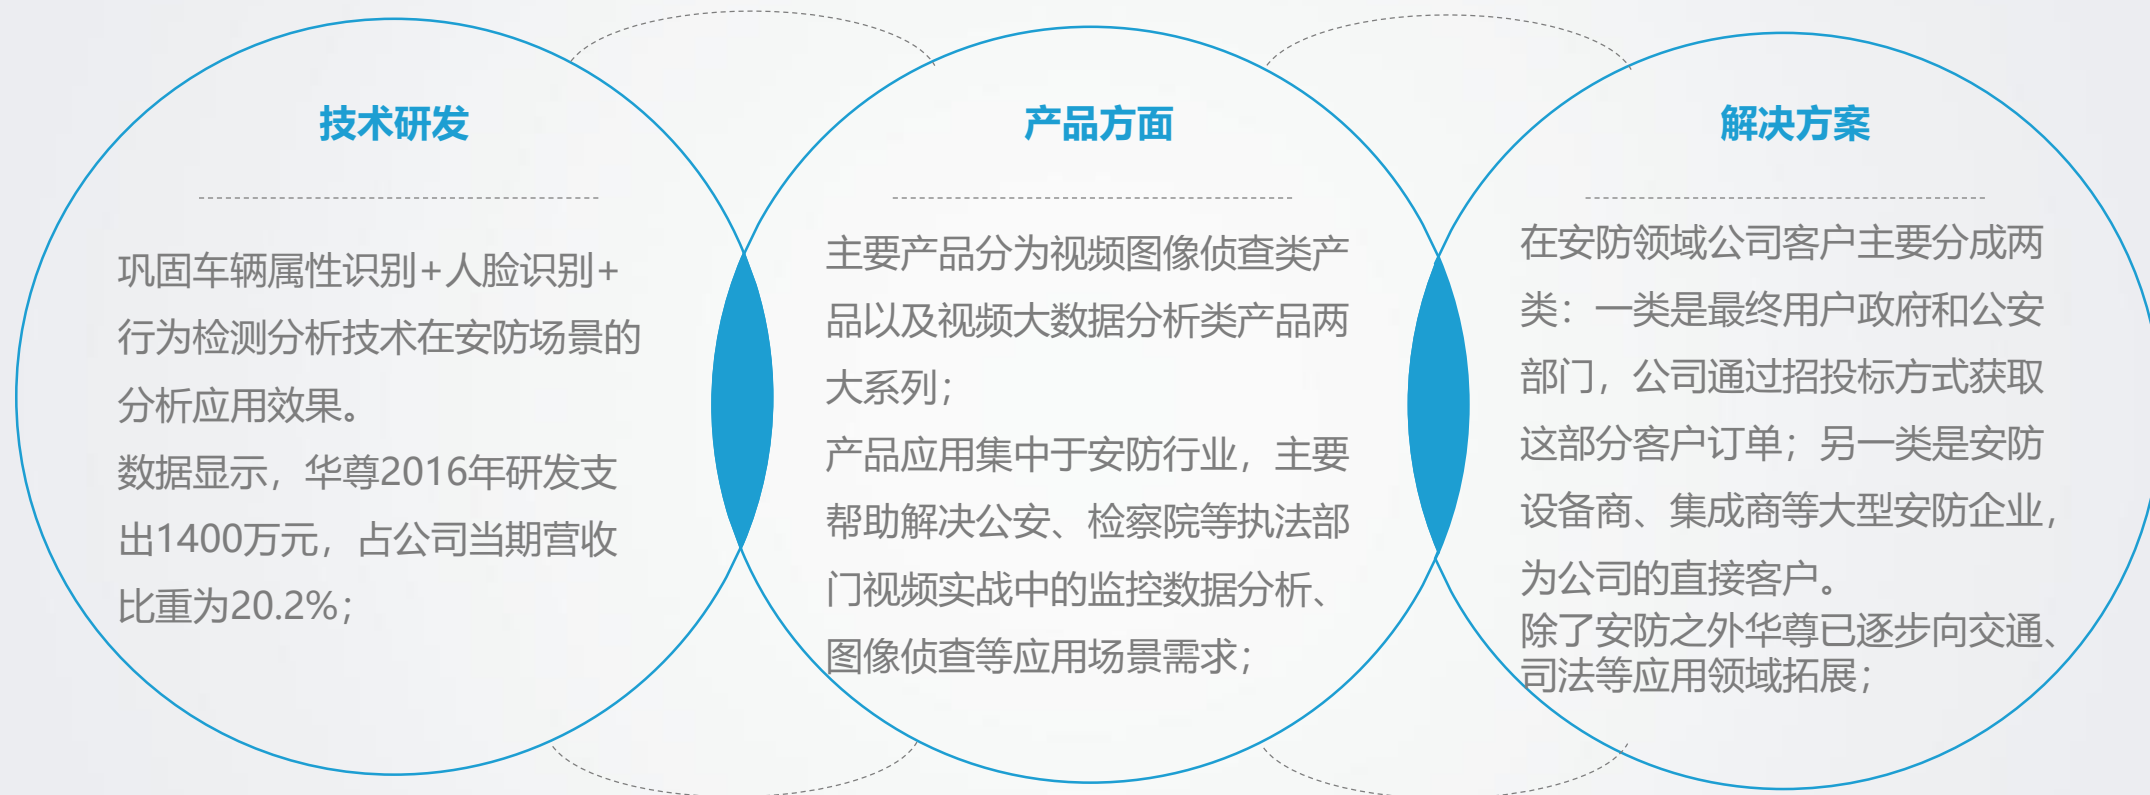 技术研发
巩固车辆属性识别+人脸识别+
行为检测分析技术在安防场景的
分析应用效果。
数据显示，华尊2016年研发支
出1400万元，占公司当期营收
比重为20.2%；
产品方面
主要产品分为视频图像侦查类产
品以及视频大数据分析类产品两
大系列；
产品应用集中于安防行业，主要
帮助解决公安、检察院等执法部
门视频实战中的监控数据分析、
图像侦查等应用场景需求；
解决方案
在安防领域公司客户主要分成两
类：一类是最终用户政府和公安
部门，公司通过招投标方式获取
这部分客户订单；另一类是安防
设备商、集成商等大型安防企业，
为公司的直接客户。
除了安防之外华尊已逐步向交通、
司法等应用领域拓展；